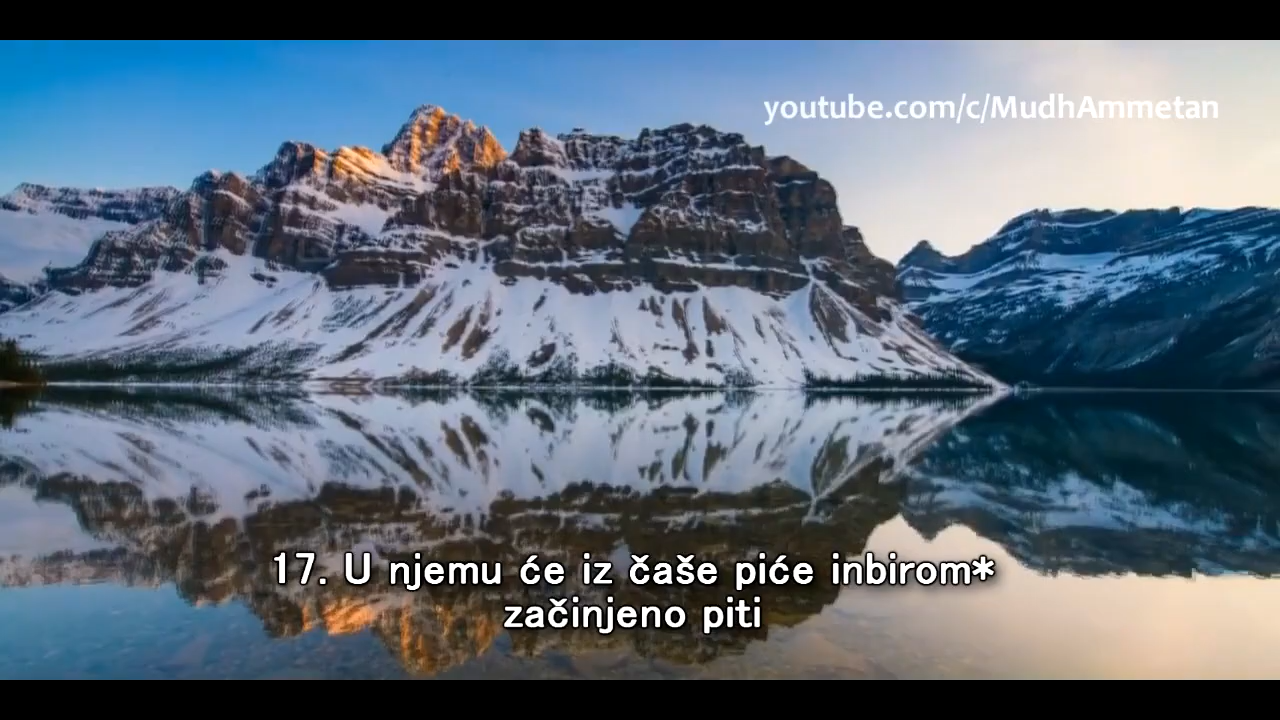 youtube.com/c/MudhAmmetan
17. U njemu će iz čaše piće inbirom*
začinjeno piti